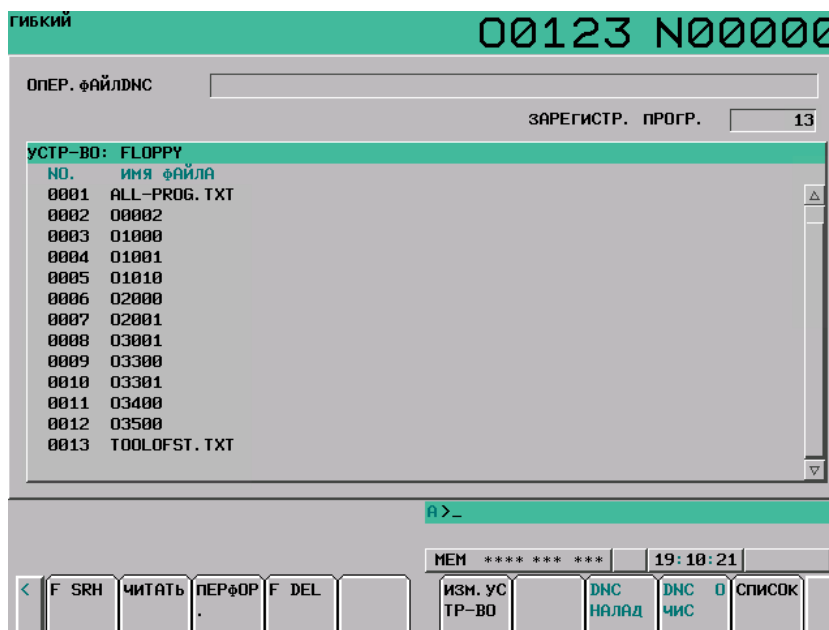 ГИБКИЙ
O0123 N00000
ОПЕР.ФАЙЛDNC
ЗАРЕГИСТР. ПРОГР. 13
УСТР-ВО: FLOPPY
NO. ИМЯ ФАЙЛА
0001 ALL-PROG.TXT
0002 O0002
0003 O1000
0004 O1001
0005 O1010
0006 O2000
0007 O2001
0008 O3001
0009 O3300
0010 O3301
0011 O3400
0012 O3500
0013 TOOLOFST.TXT
A>_
MEM **** *** *** 19:10:21
< F SRH ЧИТАТЬ ПЕРФОР. F DEL ИЗМ.УСТР-ВО DNC НАЛАД DNC ОЧИС СПИСОК